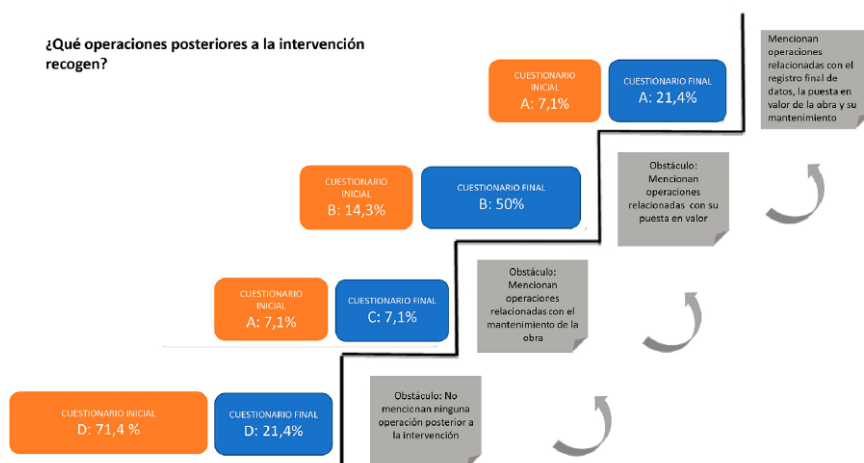 ¿Qué operaciones posteriores a la intervención
recogen?
CUESTIONARIO
INICIAL
A: 7,1%
CUESTIONARIO FINAL
A: 21,4%
Mencionan
operaciones
relacionadas con el
registro final de
datos, la puesta en
valor de la obra y su
mantenimiento
CUESTIONARIO
INICIAL
B: 14,3%
CUESTIONARIO FINAL
B: 50%
Obstáculo:
Mencionan
operaciones
relacionadas con su
puesta en valor
CUESTIONARIO
INICIAL
A: 7,1%
CUESTIONARIO FINAL
C: 7,1%
Obstáculo:
Mencionan
operaciones
relacionadas con el
mantenimiento de la
obra
CUESTIONARIO INICIAL
D: 71,4 %
CUESTIONARIO FINAL
D: 21,4%
Obstáculo: No
mencionan ninguna
operación posterior a
la intervención